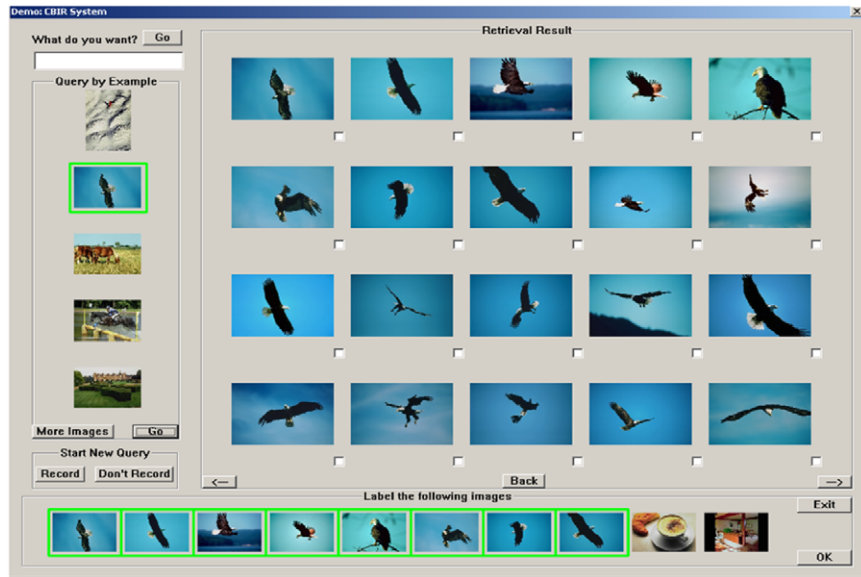 Demo: CBIR System
What do you want? Go
Query by Example
More Images Go
Start New Query
Record Don't Record
Retrieval Result
<-- Back -->
Label the following images
Exit
OK